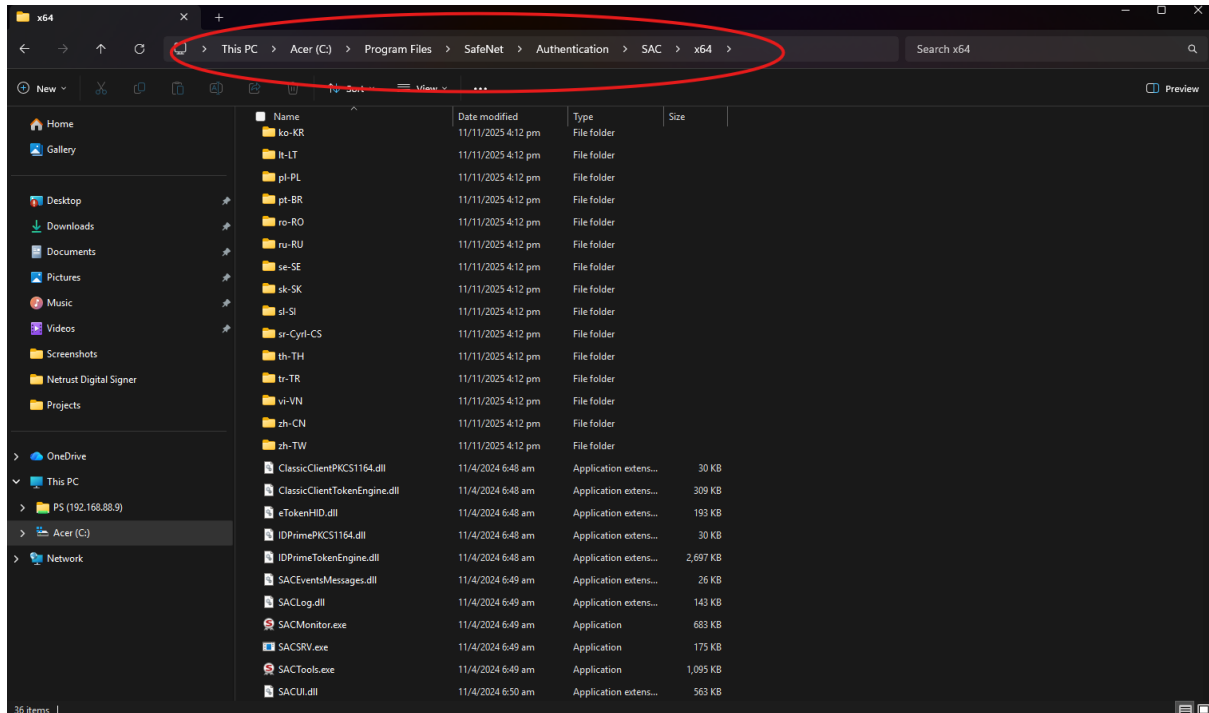 x64
This PC > Acer (C:) > Program Files > SafeNet > Authentication > SAC > x64 >
Search x64
New
Sort
View
Preview
Home
Gallery
Desktop
Downloads
Documents
Pictures
Music
Videos
Screenshots
Netrust Digital Signer
Projects
OneDrive
This PC
PS (192.168.88.9)
Acer (C:)
Network
Name Date modified Type Size
ko-KR 11/11/2025 4:12 pm File folder
lt-LT 11/11/2025 4:12 pm File folder
pl-PL 11/11/2025 4:12 pm File folder
pt-BR 11/11/2025 4:12 pm File folder
ro-RO 11/11/2025 4:12 pm File folder
ru-RU 11/11/2025 4:12 pm File folder
se-SE 11/11/2025 4:12 pm File folder
sk-SK 11/11/2025 4:12 pm File folder
sl-SI 11/11/2025 4:12 pm File folder
sr-Cyrl-CS 11/11/2025 4:12 pm File folder
th-TH 11/11/2025 4:12 pm File folder
tr-TR 11/11/2025 4:12 pm File folder
vi-VN 11/11/2025 4:12 pm File folder
zh-CN 11/11/2025 4:12 pm File folder
zh-TW 11/11/2025 4:12 pm File folder
ClassicClientPKCS1164.dll 11/4/2024 6:48 am Application extens... 30 KB
ClassicClientTokenEngine.dll 11/4/2024 6:48 am Application extens... 309 KB
eTokenHID.dll 11/4/2024 6:48 am Application extens... 193 KB
IDPrimePKCS1164.dll 11/4/2024 6:48 am Application extens... 30 KB
IDPrimeTokenEngine.dll 11/4/2024 6:48 am Application extens... 2,697 KB
SACEventsMessages.dll 11/4/2024 6:49 am Application extens... 26 KB
SACLog.dll 11/4/2024 6:49 am Application extens... 143 KB
SACMonitor.exe 11/4/2024 6:49 am Application 683 KB
SACSRV.exe 11/4/2024 6:49 am Application 175 KB
SACTools.exe 11/4/2024 6:49 am Application 1,095 KB
SACUI.dll 11/4/2024 6:50 am Application extens... 563 KB
36 items